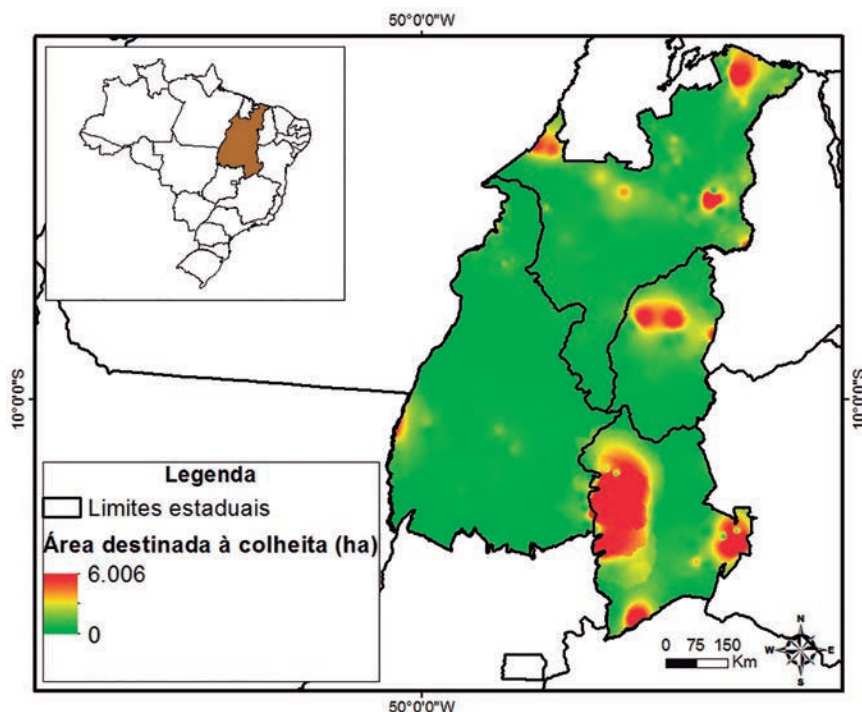 50°0'0"W
10°0'0"S
10°0'0"S
Legenda
Limites estaduais
Área destinada à colheita (ha)
6.006
0
N
W
E
S
0 75 150
Km
50°0'0"W